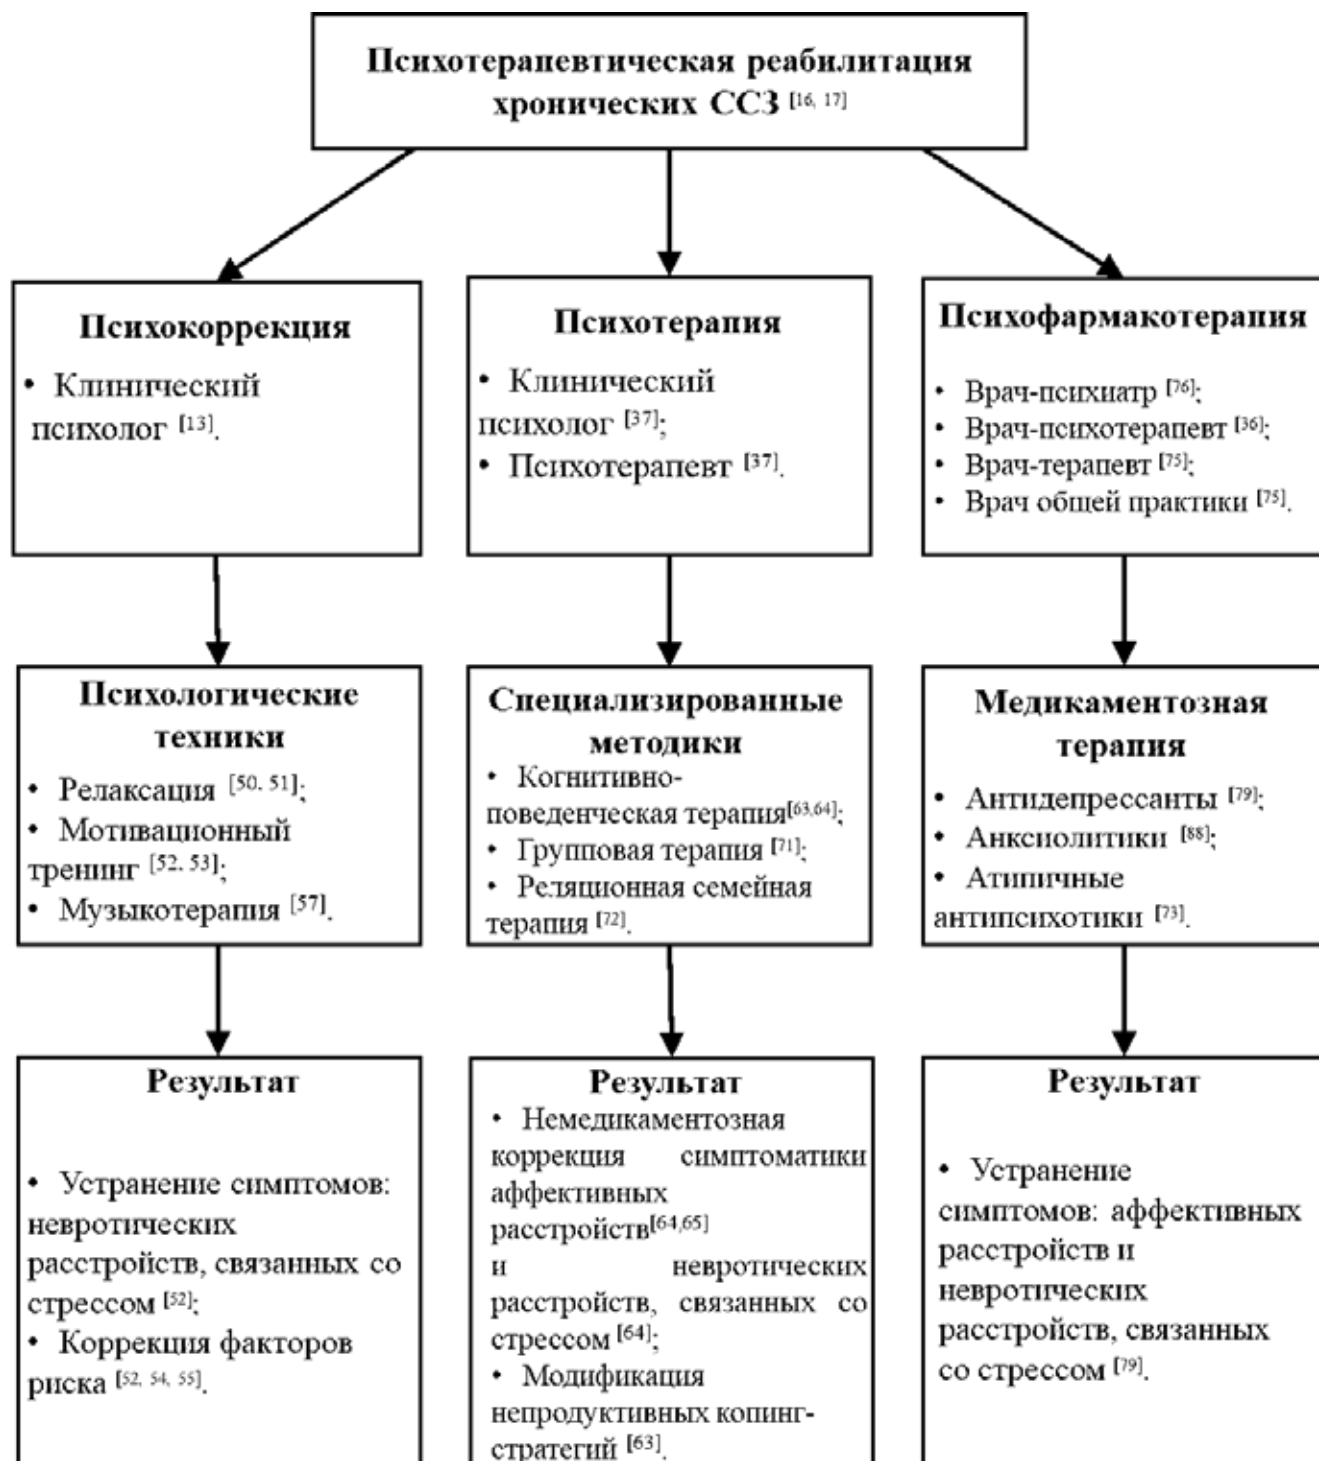 Психотерапевтическая реабилитация
хронических ССЗ [16, 17]
Психокоррекция
• Клинический
психолог [13].
Психотерапия
• Клинический
психолог [37];
• Психотерапевт [37].
Психофармакотерапия
• Врач-психиатр [76];
• Врач-психотерапевт [36];
• Врач-терапевт [75];
• Врач общей практики [75].
Психологические
техники
• Релаксация [50, 51];
• Мотивационный
тренинг [52, 53];
• Музыкотерапия [57].
Специализированные
методики
• Когнитивно-
поведенческая терапия[63,64];
• Групповая терапия [71];
• Реляционная семейная
терапия [72].
Медикаментозная
терапия
• Антидепрессанты [79];
• Анксиолитики [88];
• Атипичные
антипсихотики [73].
Результат
• Устранение симптомов:
невротических
расстройств, связанных со
стрессом [52];
• Коррекция факторов
риска [52, 54, 55].
Результат
• Немедикаментозная
коррекция симптоматики
аффективных
расстройств[64,65]
и невротических
расстройств, связанных со
стрессом [64];
• Модификация
непродуктивных копинг-
стратегий [63].
Результат
• Устранение
симптомов: аффективных
расстройств и
невротических
расстройств, связанных
со стрессом [79].